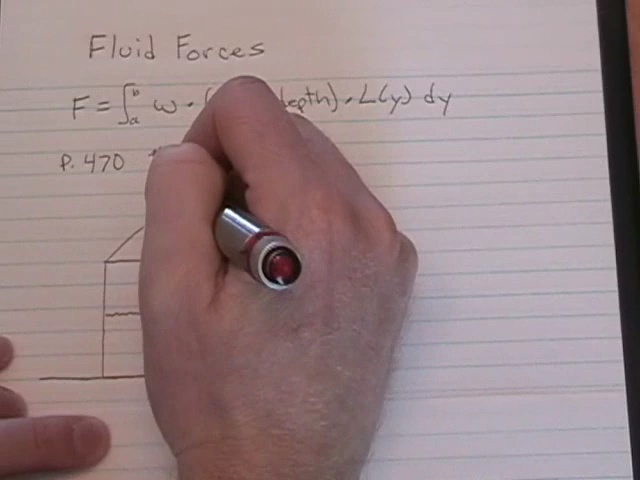 Fluid Forces
F = ∫ₐᵇ w · ( depth) · L(y) dy
P. 470